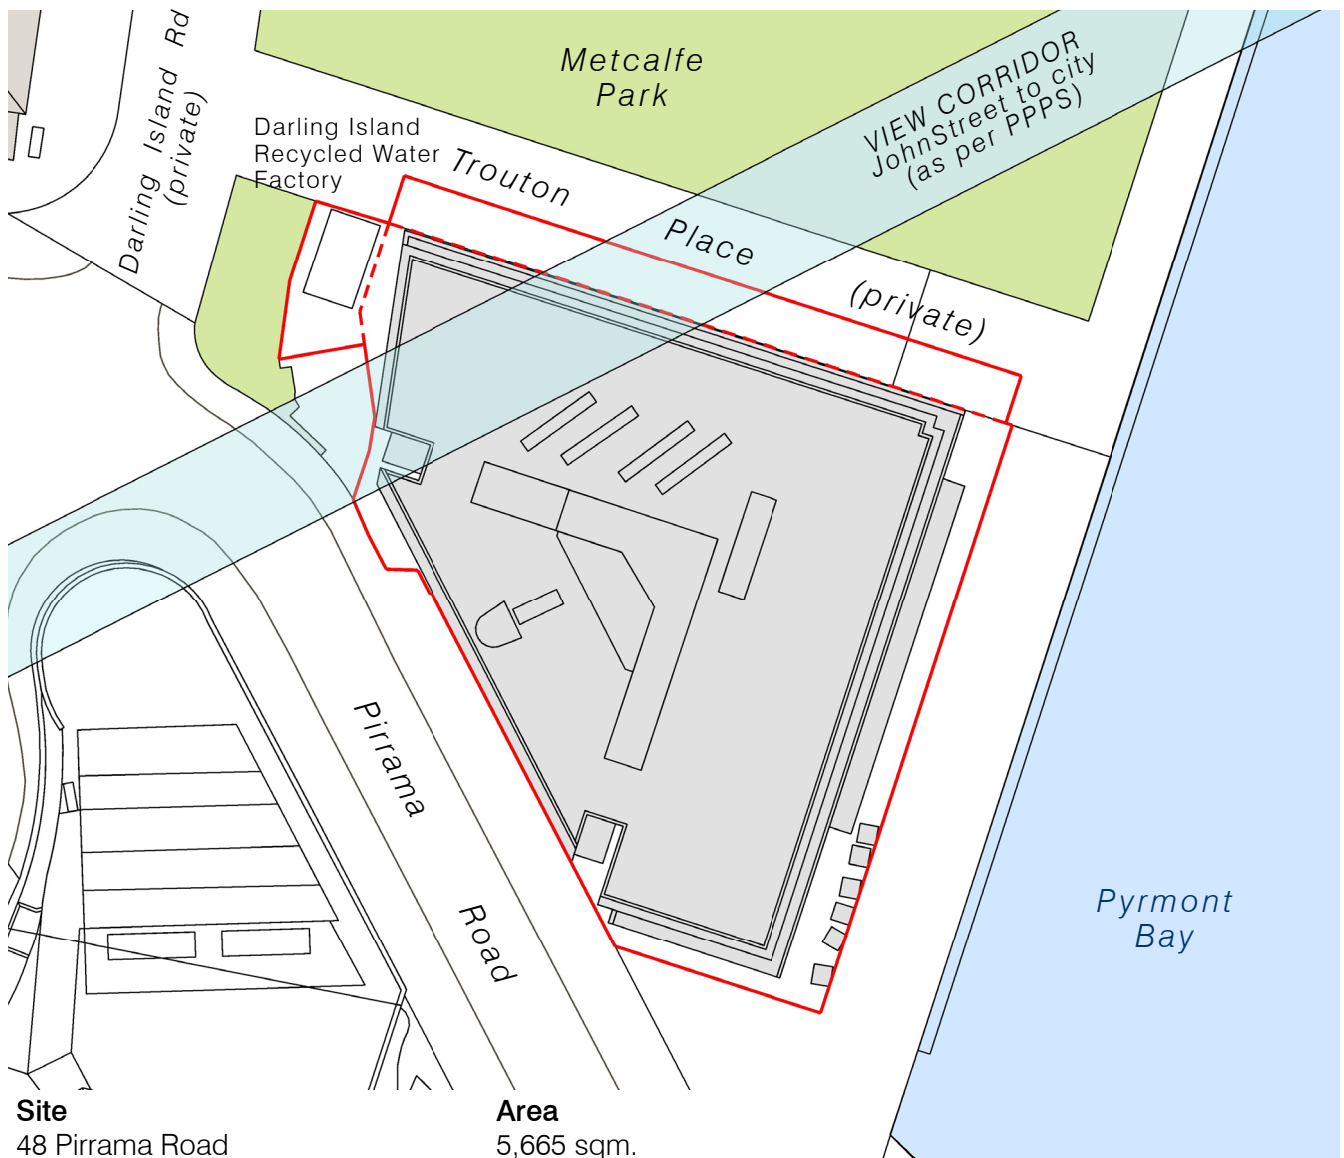 Darling Island Rd
(private)
Metcalfe
Park
VIEW CORRIDOR
JohnStreet to city
(as per PPPS)
Darling Island
Recycled Water
Factory
Trouton Place (private)
Pirrama Road
Pyrmont
Bay
Site
48 Pirrama Road
Area
5,665 sqm.